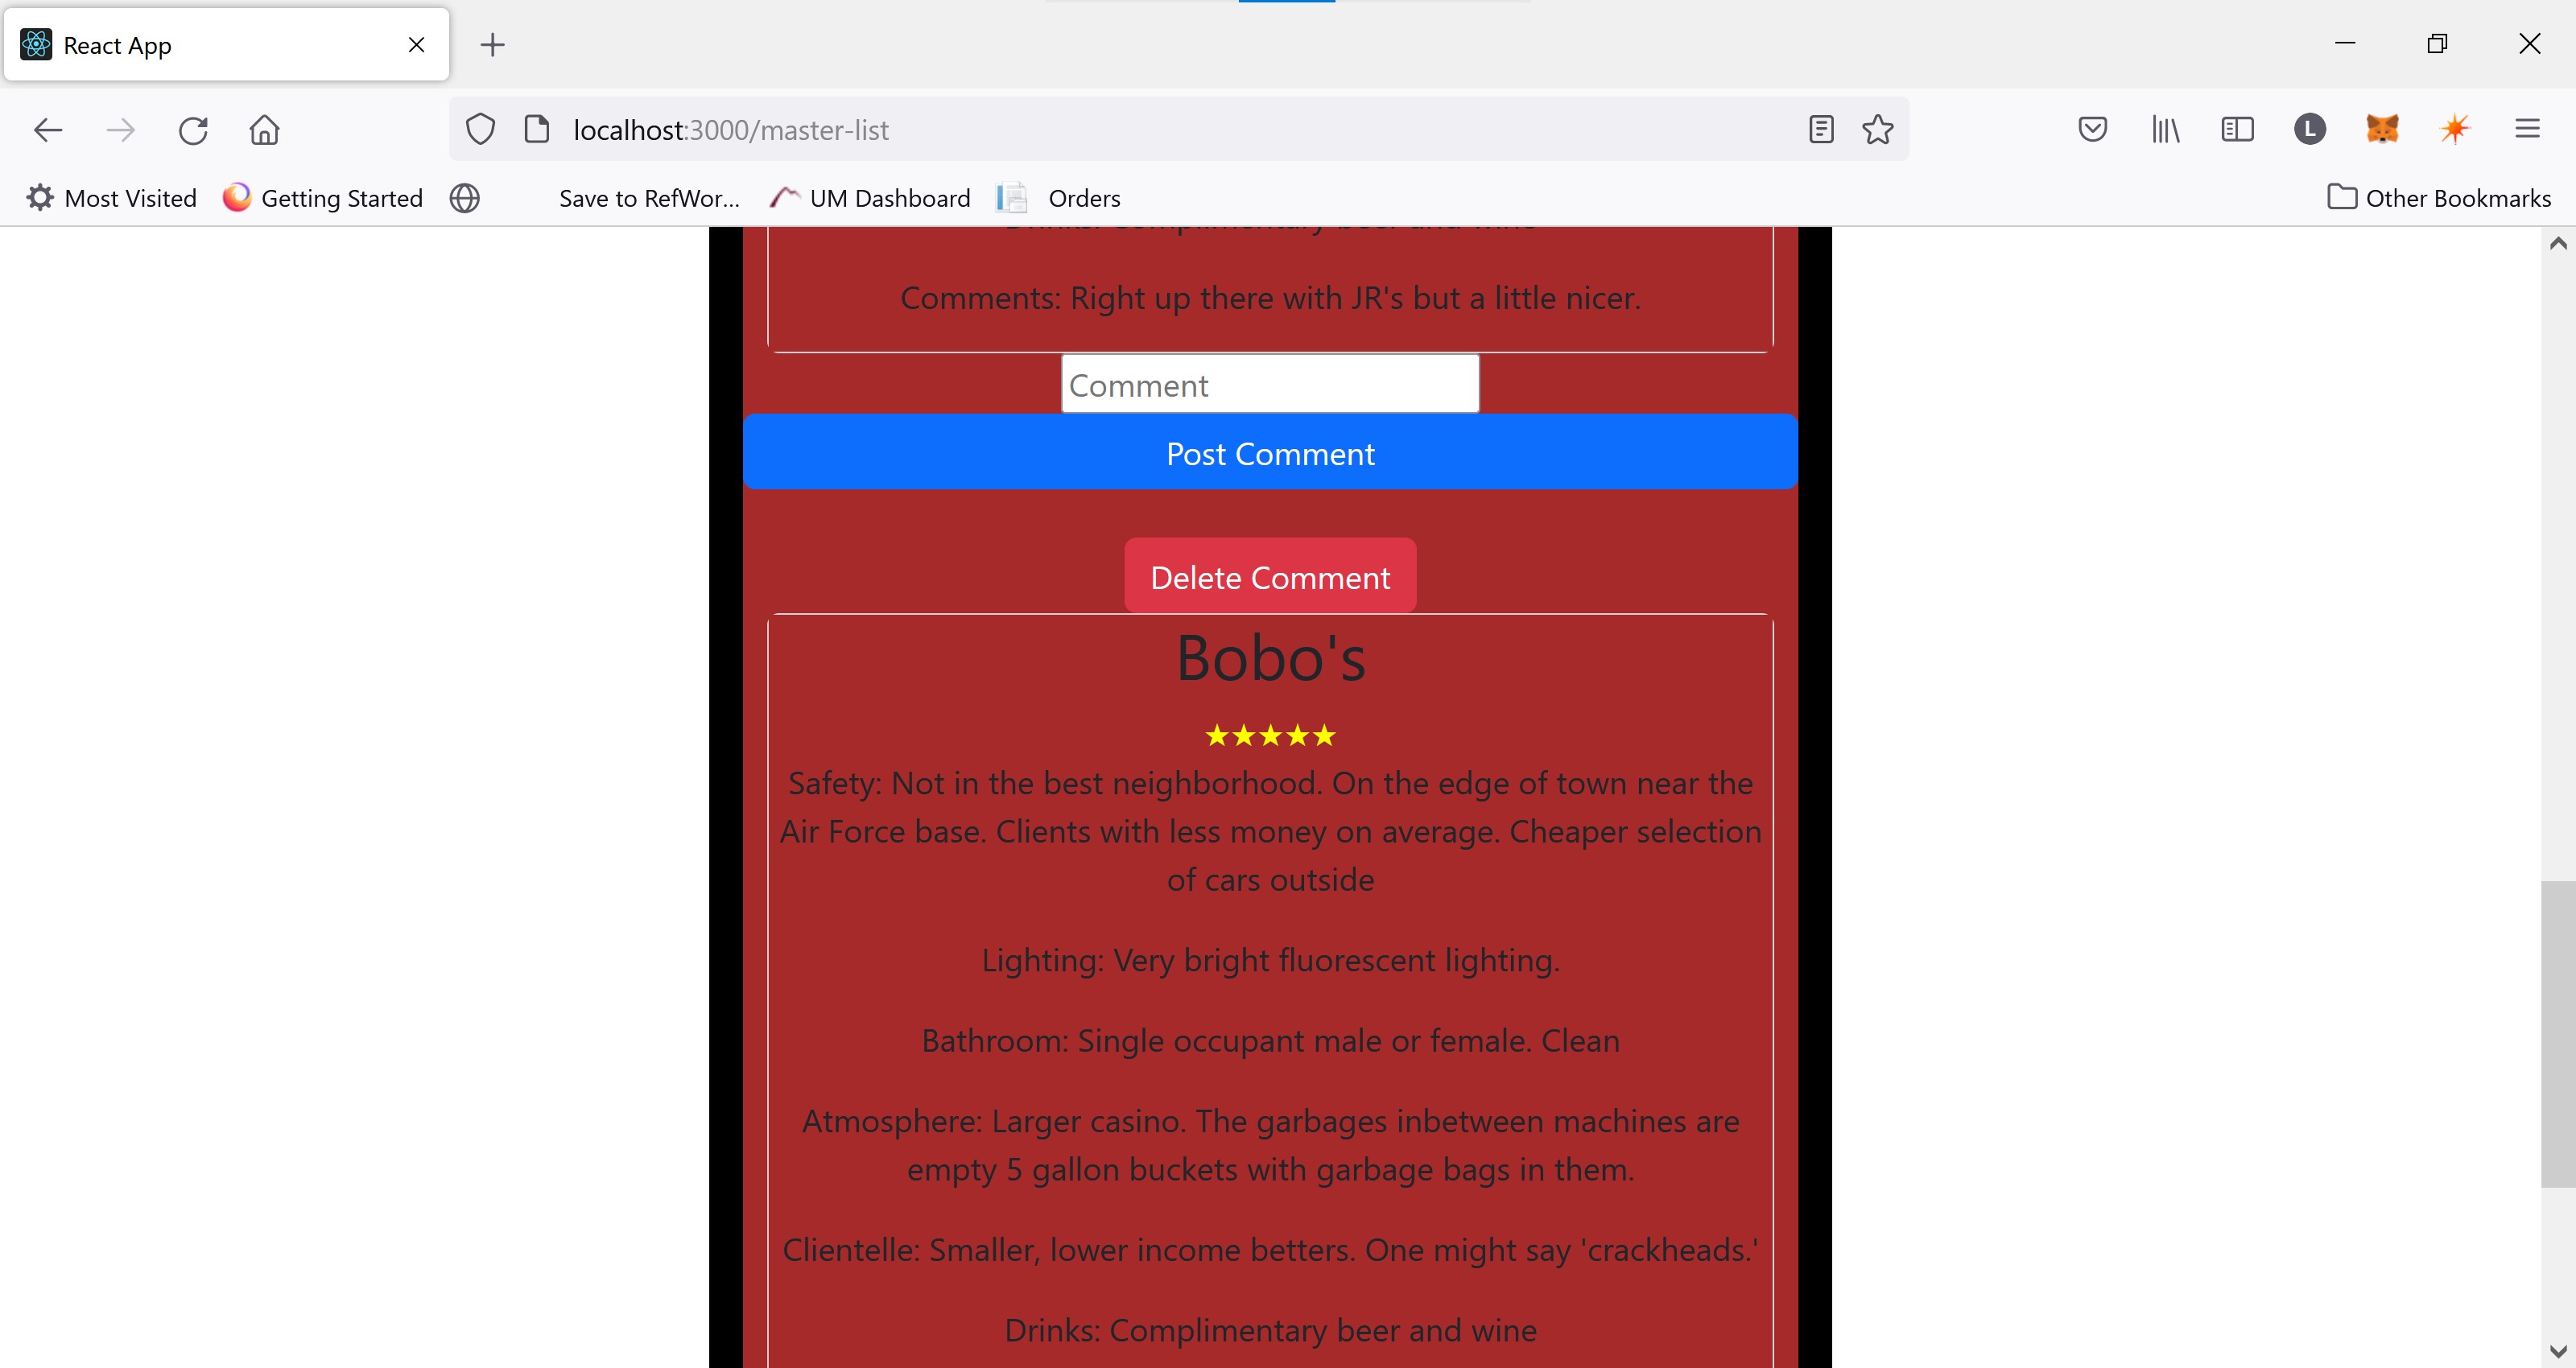 React App
localhost:3000/master-list
L
Most Visited
Getting Started
Save to RefWor...
UM Dashboard
Orders
Other Bookmarks
Drinks: Complimentary beer and wine
Comments: Right up there with JR's but a little nicer.
Comment
Post Comment
Delete Comment
Bobo's
★★★★★
Safety: Not in the best neighborhood. On the edge of town near the
Air Force base. Clients with less money on average. Cheaper selection
of cars outside
Lighting: Very bright fluorescent lighting.
Bathroom: Single occupant male or female. Clean
Atmosphere: Larger casino. The garbages inbetween machines are
empty 5 gallon buckets with garbage bags in them.
Clientelle: Smaller, lower income betters. One might say 'crackheads.'
Drinks: Complimentary beer and wine